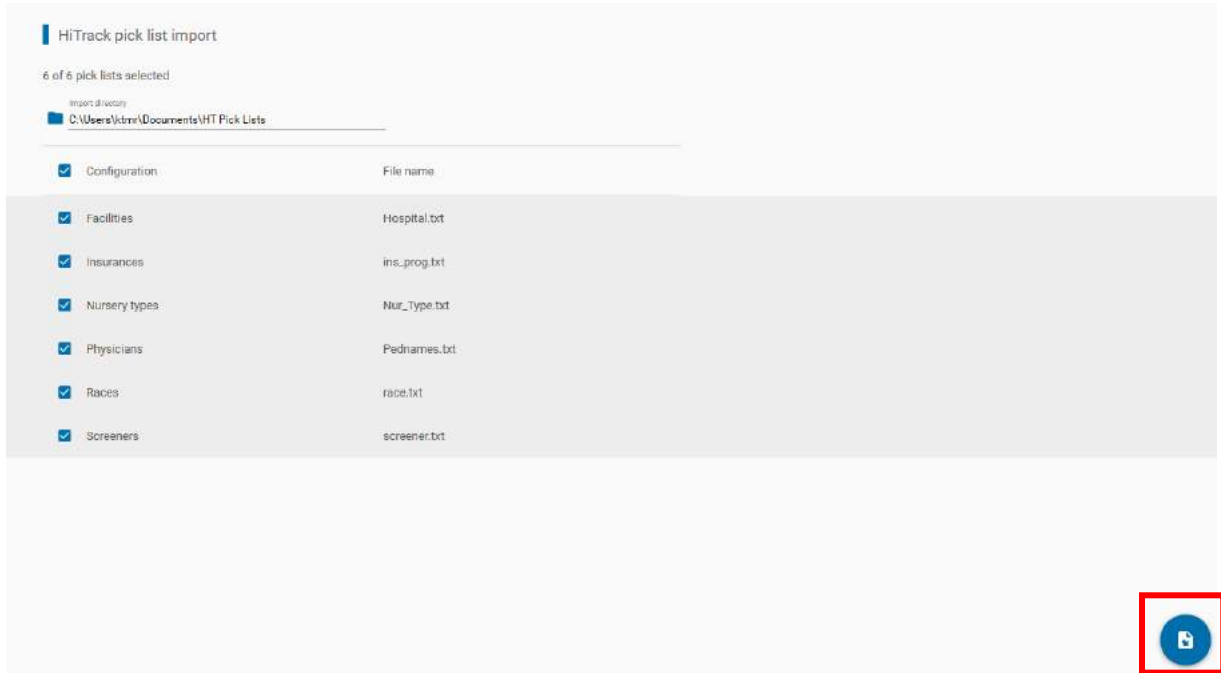 HiTrack pick list import
6 of 6 pick lists selected
Import directory
C:\Users\ktmr\Documents\HT Pick Lists
Configuration File name
Facilities Hospital.txt
Insurances ins_prog.txt
Nursery types Nur_Type.txt
Physicians Pednames.txt
Races race.txt
Screeners screener.txt